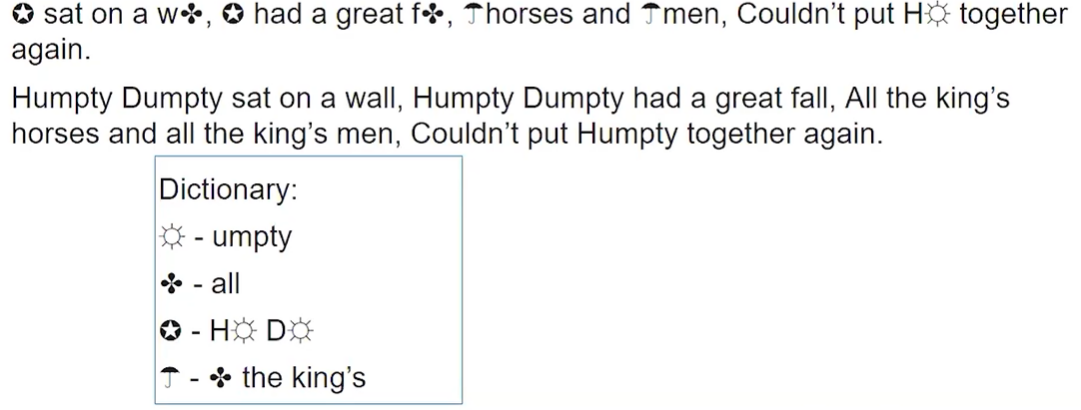 ✪ sat on a w✤, ✪ had a great f✤, ☂horses and ☂men, Couldn’t put H☼ together
again.
Humpty Dumpty sat on a wall, Humpty Dumpty had a great fall, All the king’s
horses and all the king’s men, Couldn’t put Humpty together again.
Dictionary:
☼ - umpty
✤ - all
✪ - H☼ D☼
☂ - ✤ the king’s